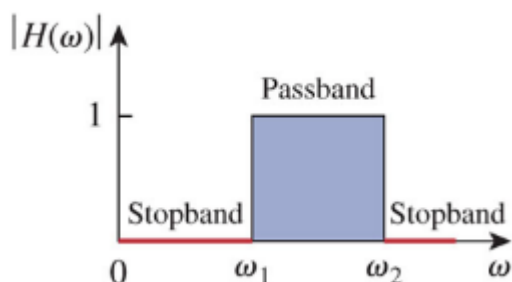 |H(ω)|
Passband
1
Stopband
Stopband
0
ω₁
ω₂
ω